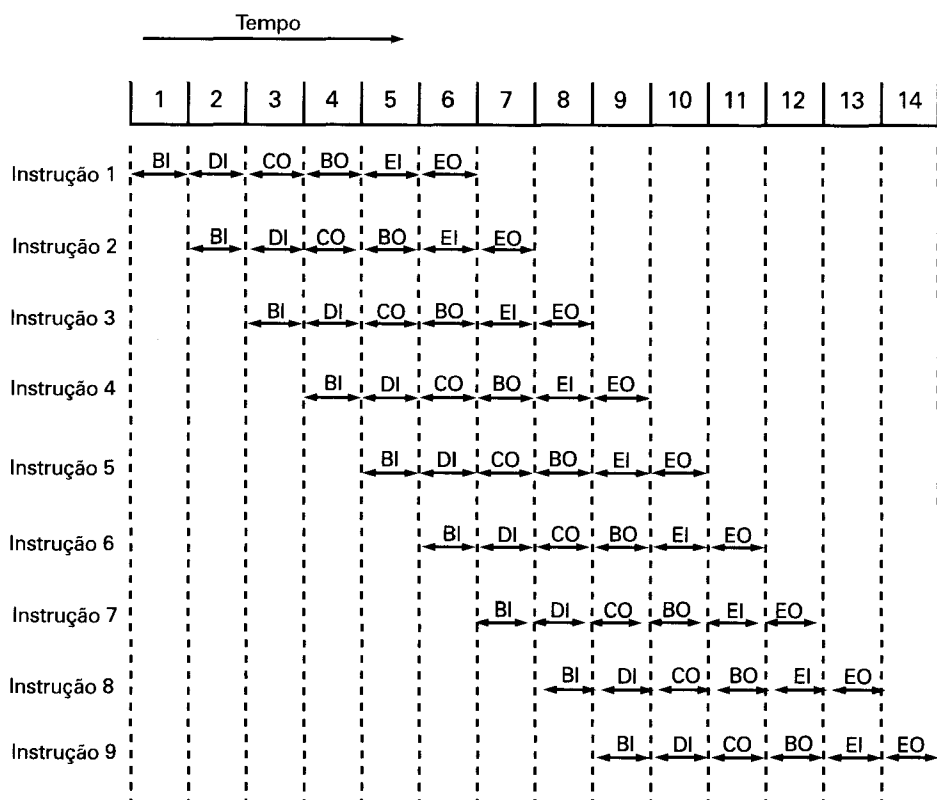 Tempo
1 2 3 4 5 6 7 8 9 10 11 12 13 14
Instrução 1 BI DI CO BO EI EO
Instrução 2 BI DI CO BO EI EO
Instrução 3 BI DI CO BO EI EO
Instrução 4 BI DI CO BO EI EO
Instrução 5 BI DI CO BO EI EO
Instrução 6 BI DI CO BO EI EO
Instrução 7 BI DI CO BO EI EO
Instrução 8 BI DI CO BO EI EO
Instrução 9 BI DI CO BO EI EO